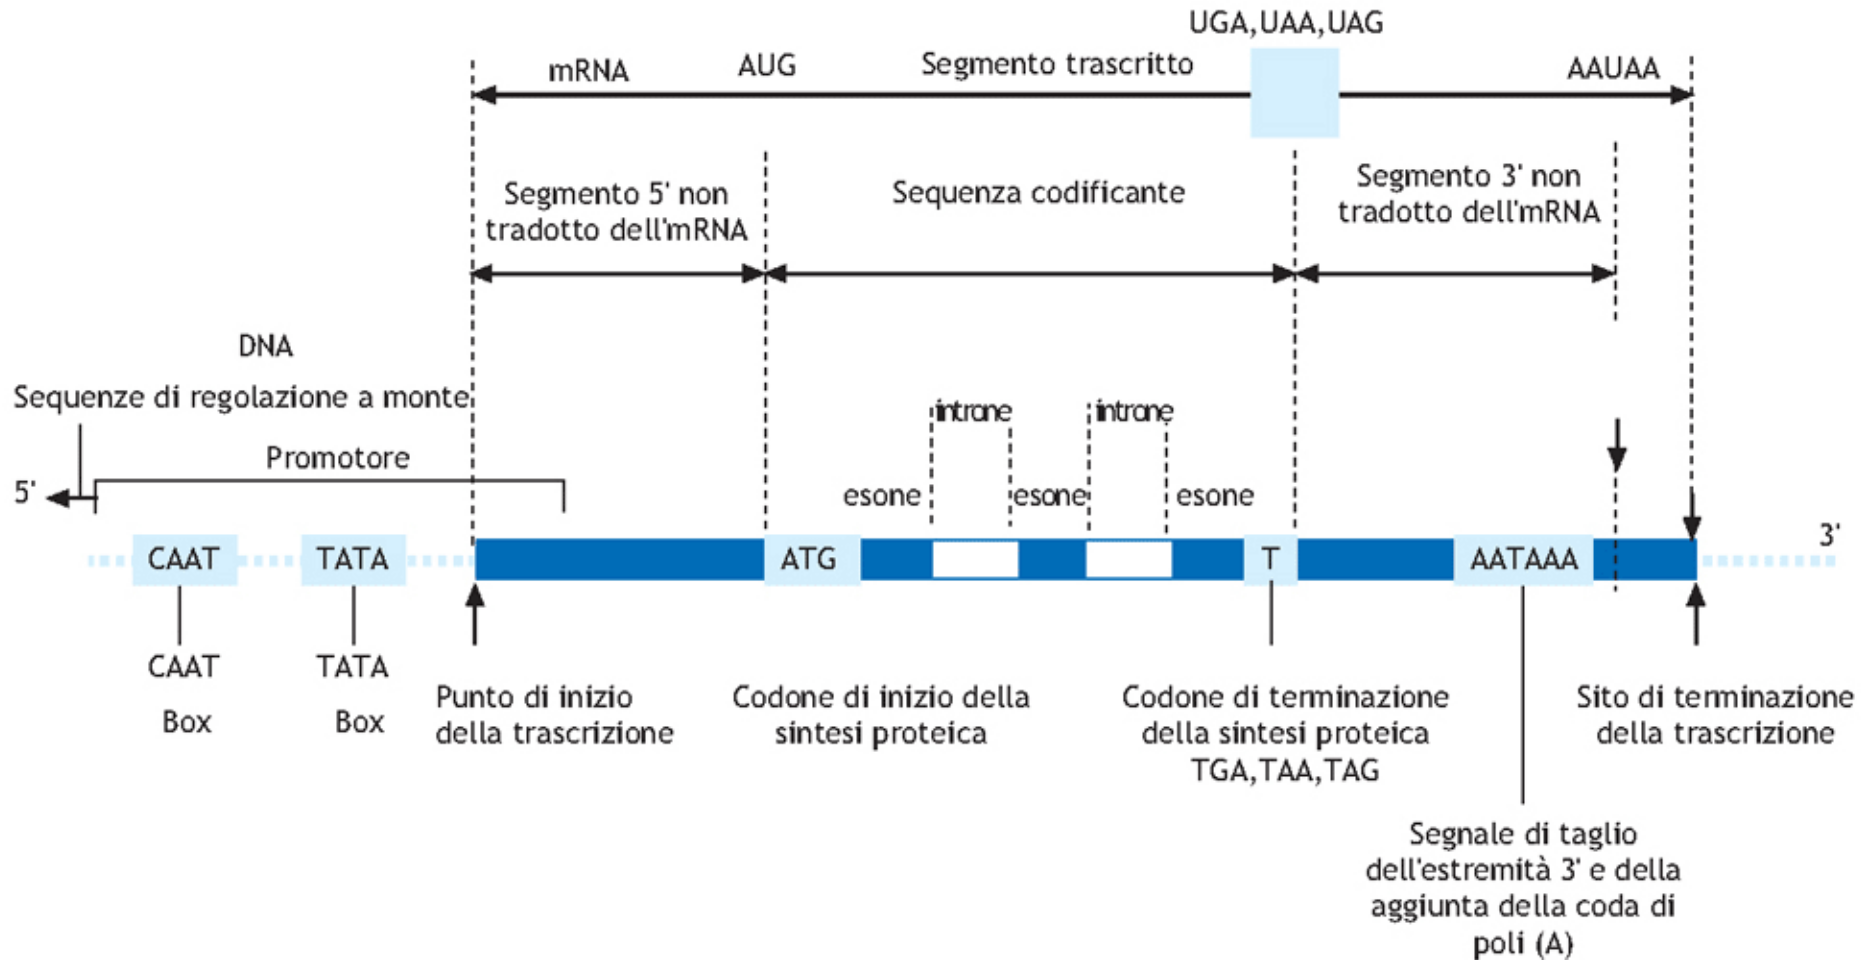 UGA,UAA,UAG
mRNA
AUG
Segmento trascritto
AAUAA
Segmento 5' non
tradotto dell'mRNA
Sequenza codificante
Segmento 3' non
tradotto dell'mRNA
DNA
Sequenze di regolazione a monte
introne
introne
Promotore
5'
esone
esone
esone
3'
CAAT
TATA
ATG
T
AATAAA
CAAT
Box
TATA
Box
Punto di inizio
della trascrizione
Codone di inizio della
sintesi proteica
Codone di terminazione
della sintesi proteica
TGA,TAA,TAG
Sito di terminazione
della trascrizione
Segnale di taglio
dell'estremità 3' e della
aggiunta della coda di
poli (A)